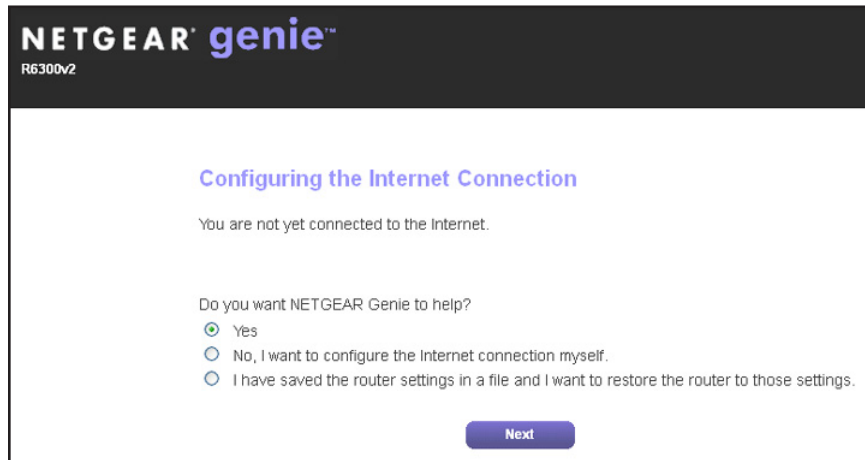 NETGEAR® genie™
R6300v2
Configuring the Internet Connection
You are not yet connected to the Internet.
Do you want NETGEAR Genie to help?
Yes
No, I want to configure the Internet connection myself.
I have saved the router settings in a file and I want to restore the router to those settings.
Next